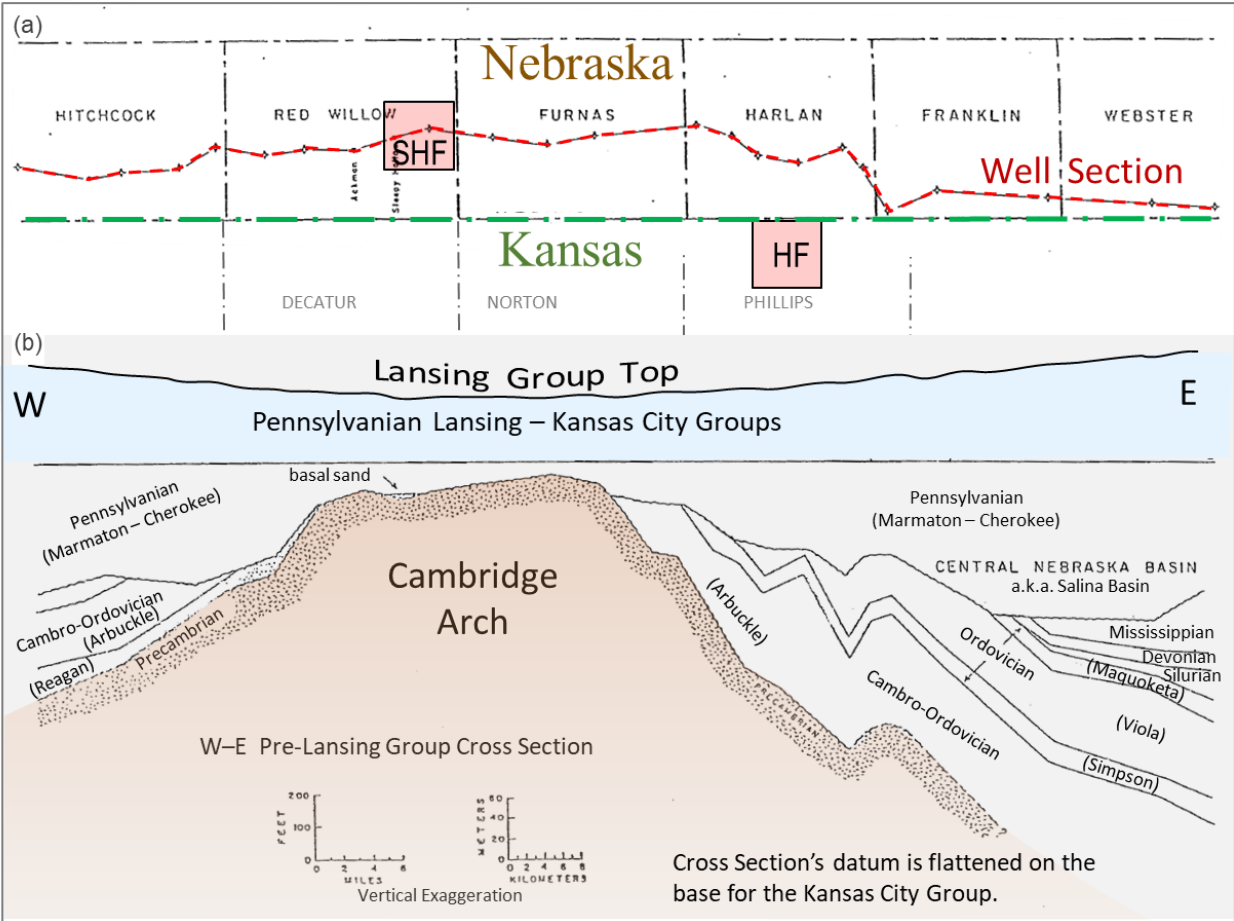 (a)
Nebraska
HITCHCOCK
RED WILLOW
FURNAS
HARLAN
FRANKLIN
WEBSTER
SHF
Well Section
Ackman
Sleepy
Kansas
HF
DECATUR
NORTON
PHILLIPS
(b)
Lansing Group Top
W
E
Pennsylvanian Lansing – Kansas City Groups
basal sand
Pennsylvanian
(Marmaton – Cherokee)
Pennsylvanian
(Marmaton – Cherokee)
CENTRAL NEBRASKA BASIN
a.k.a. Salina Basin
Cambridge
Arch
Cambro-Ordovician
(Arbuckle)
(Reagan)
Precambrian
(Arbuckle)
PRECAMBRIAN
Cambro-Ordovician
Ordovician
Mississippian
Devonian
Silurian
(Maquoketa)
(Viola)
(Simpson)
?
W–E Pre-Lansing Group Cross Section
FEET
200
100
0
0 2 4 6
MILES
METERS
60
40
20
0
0 2 4 6 8
KILOMETERS
Vertical Exaggeration
Cross Section's datum is flattened on the
base for the Kansas City Group.